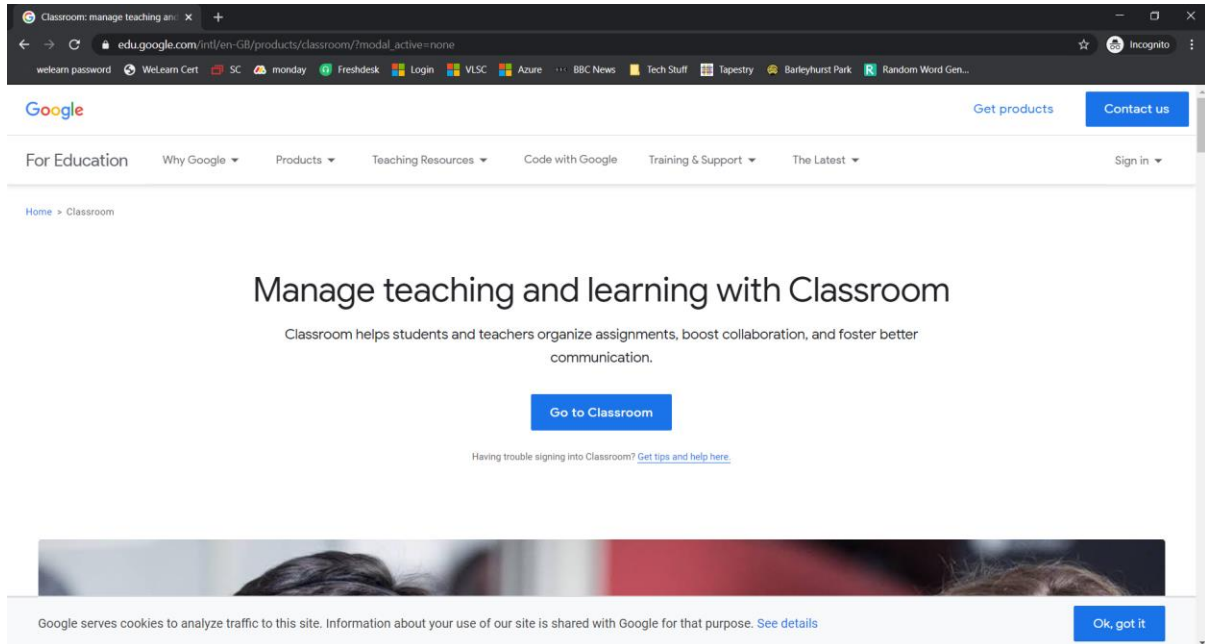 Classroom: manage teaching and
edu.google.com/intl/en-GB/products/classroom/?modal_active=none
Incognito
welearn password WeLearn Cert SC monday Freshdesk Login VLSC Azure BBC News Tech Stuff Tapestry Barleyhurst Park Random Word Gen...
Google Get products Contact us
For Education Why Google Products Teaching Resources Code with Google Training & Support The Latest Sign in
Home > Classroom
Manage teaching and learning with Classroom
Classroom helps students and teachers organize assignments, boost collaboration, and foster better
communication.
Go to Classroom
Having trouble signing into Classroom? Get tips and help here.
Google serves cookies to analyze traffic to this site. Information about your use of our site is shared with Google for that purpose. See details Ok, got it